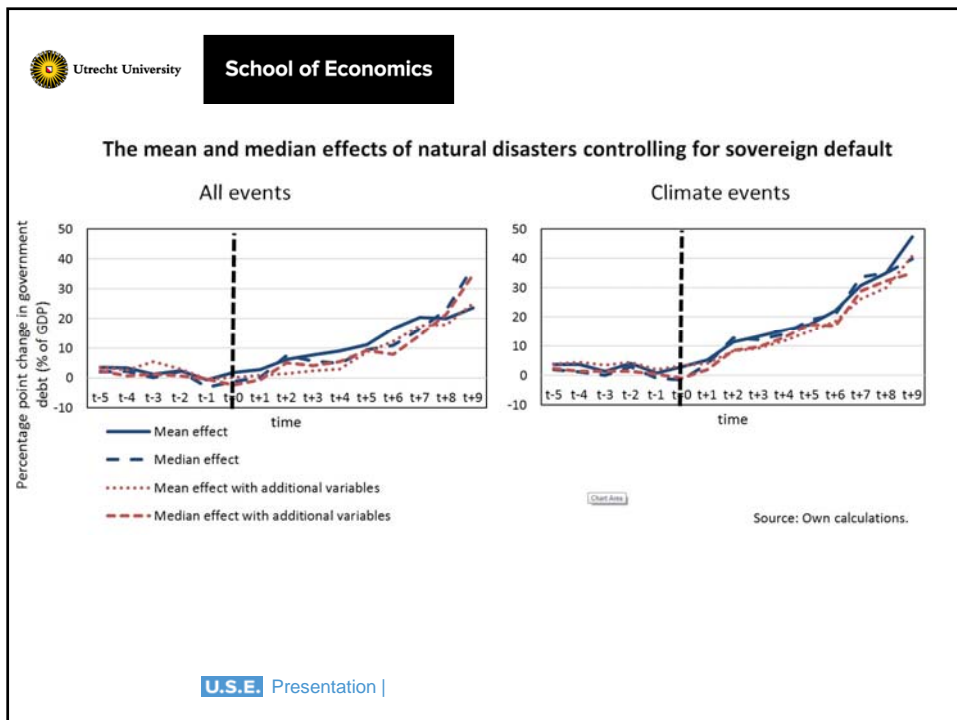 Utrecht University
School of Economics
The mean and median effects of natural disasters controlling for sovereign default
All events
Percentage point change in government
debt (% of GDP)
50
40
30
20
10
0
-10
t-5 t-4 t-3 t-2 t-1 t=0 t+1 t+2 t+3 t+4 t+5 t+6 t+7 t+8 t+9
time
Mean effect
Median effect
Mean effect with additional variables
Median effect with additional variables
Climate events
50
40
30
20
10
0
-10
t-5 t-4 t-3 t-2 t-1 t=0 t+1 t+2 t+3 t+4 t+5 t+6 t+7 t+8 t+9
time
Chart Area
Source: Own calculations.
U.S.E. Presentation |